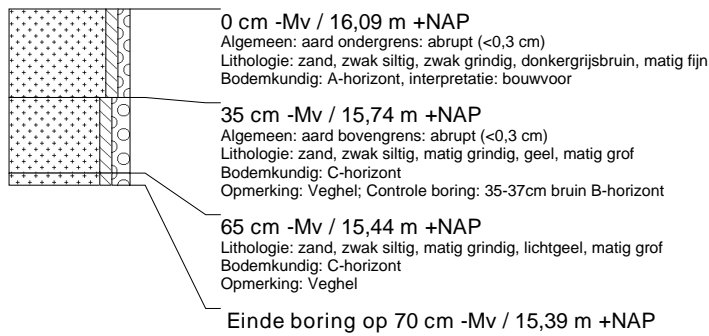 0 cm -Mv / 16,09 m +NAP
Algemeen: aard ondergrens: abrupt (<0,3 cm)
Lithologie: zand, zwak siltig, zwak grindig, donkergrijsbruin, matig fijn
Bodemkundig: A-horizont, interpretatie: bouwvoor
35 cm -Mv / 15,74 m +NAP
Algemeen: aard bovengrens: abrupt (<0,3 cm)
Lithologie: zand, zwak siltig, matig grindig, geel, matig grof
Bodemkundig: C-horizont
Opmerking: Veghel; Controle boring: 35-37cm bruin B-horizont
65 cm -Mv / 15,44 m +NAP
Lithologie: zand, zwak siltig, matig grindig, lichtgeel, matig grof
Bodemkundig: C-horizont
Opmerking: Veghel
Einde boring op 70 cm -Mv / 15,39 m +NAP